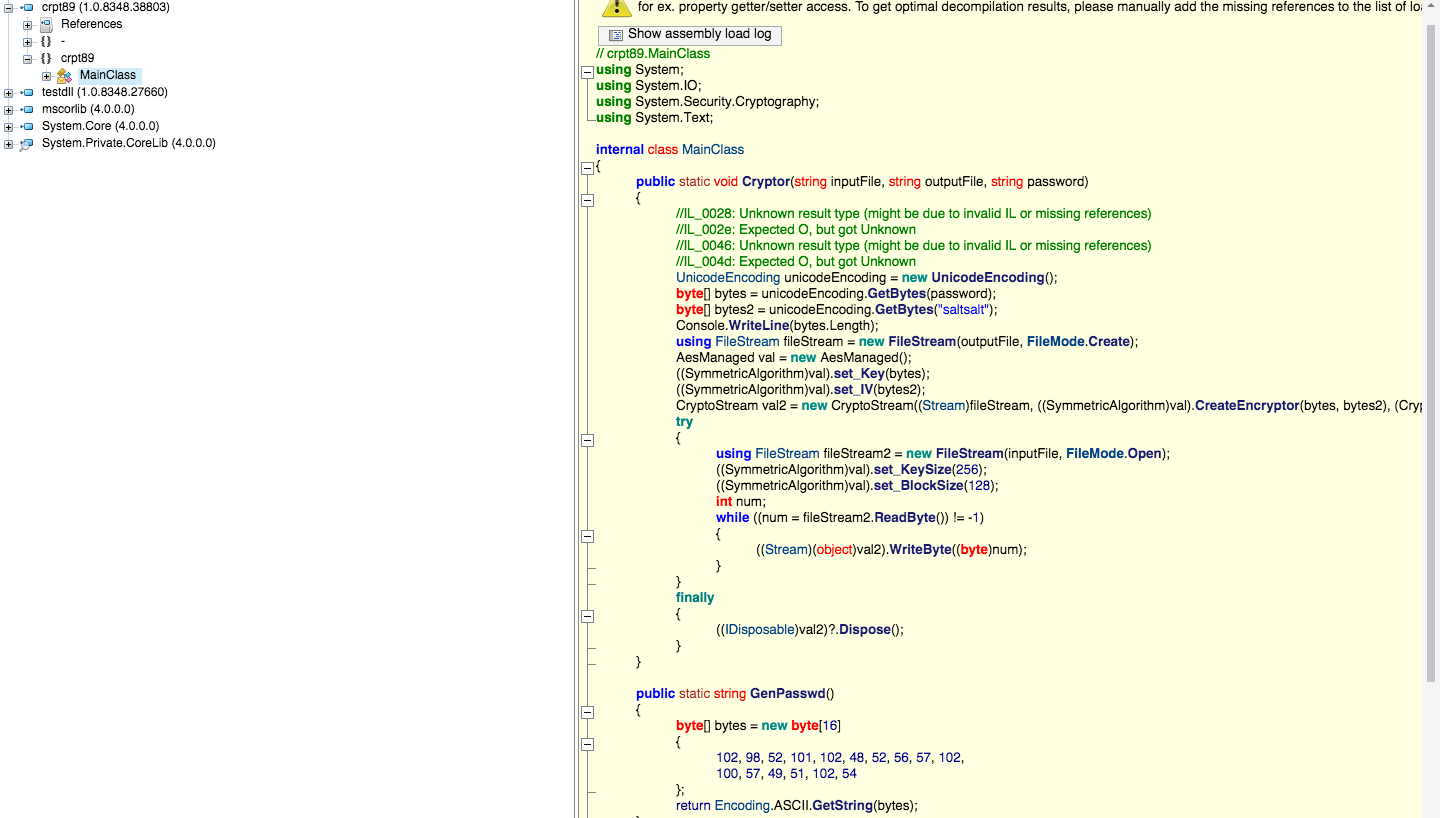 crpt89 (1.0.8348.38803)
References
{} -
{} crpt89
MainClass
testdll (1.0.8348.27660)
mscorlib (4.0.0.0)
System.Core (4.0.0.0)
System.Private.CoreLib (4.0.0.0)
for ex. property getter/setter access. To get optimal decompilation results, please manually add the missing references to the list of loa
Show assembly load log
// crpt89.MainClass
using System;
using System.IO;
using System.Security.Cryptography;
using System.Text;
internal class MainClass
{
public static void Cryptor(string inputFile, string outputFile, string password)
{
//IL_0028: Unknown result type (might be due to invalid IL or missing references)
//IL_002e: Expected O, but got Unknown
//IL_0046: Unknown result type (might be due to invalid IL or missing references)
//IL_004d: Expected O, but got Unknown
UnicodeEncoding unicodeEncoding = new UnicodeEncoding();
byte[] bytes = unicodeEncoding.GetBytes(password);
byte[] bytes2 = unicodeEncoding.GetBytes("saltsalt");
Console.WriteLine(bytes.Length);
using FileStream fileStream = new FileStream(outputFile, FileMode.Create);
AesManaged val = new AesManaged();
((SymmetricAlgorithm)val).set_Key(bytes);
((SymmetricAlgorithm)val).set_IV(bytes2);
CryptoStream val2 = new CryptoStream((Stream)fileStream, ((SymmetricAlgorithm)val).CreateEncryptor(bytes, bytes2), (Cryp
try
{
using FileStream fileStream2 = new FileStream(inputFile, FileMode.Open);
((SymmetricAlgorithm)val).set_KeySize(256);
((SymmetricAlgorithm)val).set_BlockSize(128);
int num;
while ((num = fileStream2.ReadByte()) != -1)
{
((Stream)(object)val2).WriteByte((byte)num);
}
}
finally
{
((IDisposable)val2)?.Dispose();
}
}
public static string GenPasswd()
{
byte[] bytes = new byte[16]
{
102, 98, 52, 101, 102, 48, 52, 56, 57, 102,
100, 57, 49, 51, 102, 54
};
return Encoding.ASCII.GetString(bytes);